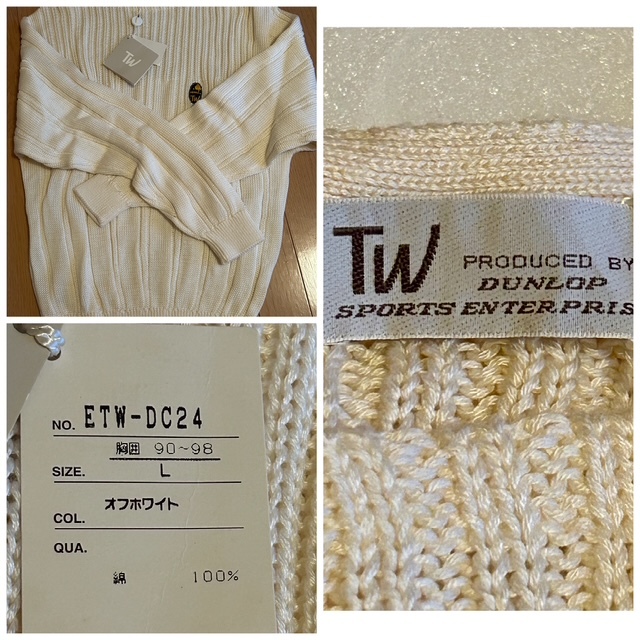 TW
TW PRODUCED BY
DUNLOP
SPORTS ENTERPRIS
NO. ETW-DC24
胸囲 90~98
SIZE. L
COL. オフホワイト
QUA.
綿 100%